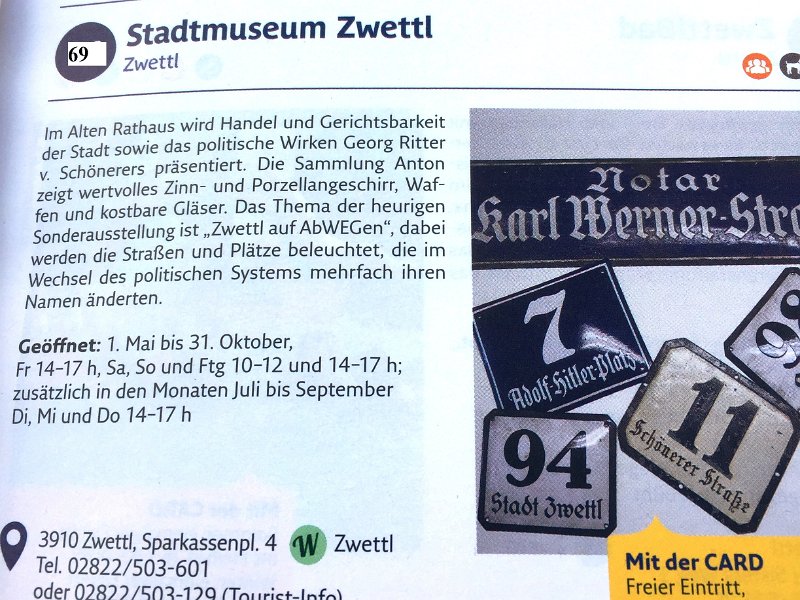 69
Stadtmuseum Zwettl
Zwettl
Im Alten Rathaus wird Handel und Gerichtsbarkeit
der Stadt sowie das politische Wirken Georg Ritter
v. Schönerers präsentiert. Die Sammlung Anton
zeigt wertvolles Zinn- und Porzellangeschirr, Waf-
fen und kostbare Gläser. Das Thema der heurigen
Sonderausstellung ist „Zwettl auf AbWEGen“, dabei
werden die Straßen und Plätze beleuchtet, die im
Wechsel des politischen Systems mehrfach ihren
Namen änderten.
Geöffnet: 1. Mai bis 31. Oktober,
Fr 14–17 h, Sa, So und Ftg 10–12 und 14–17 h;
zusätzlich in den Monaten Juli bis September
Di, Mi und Do 14–17 h
3910 Zwettl, Sparkassenpl. 4 W Zwettl
Tel. 02822/503-601
oder 02822/503-129 (Tourist-Info)
Notar
Karl Werner-Stra
7
Adolf-Hitler-Platz
98
11
Schönerer Straße
94
Stadt Zwettl
Mit der CARD
Freier Eintritt,